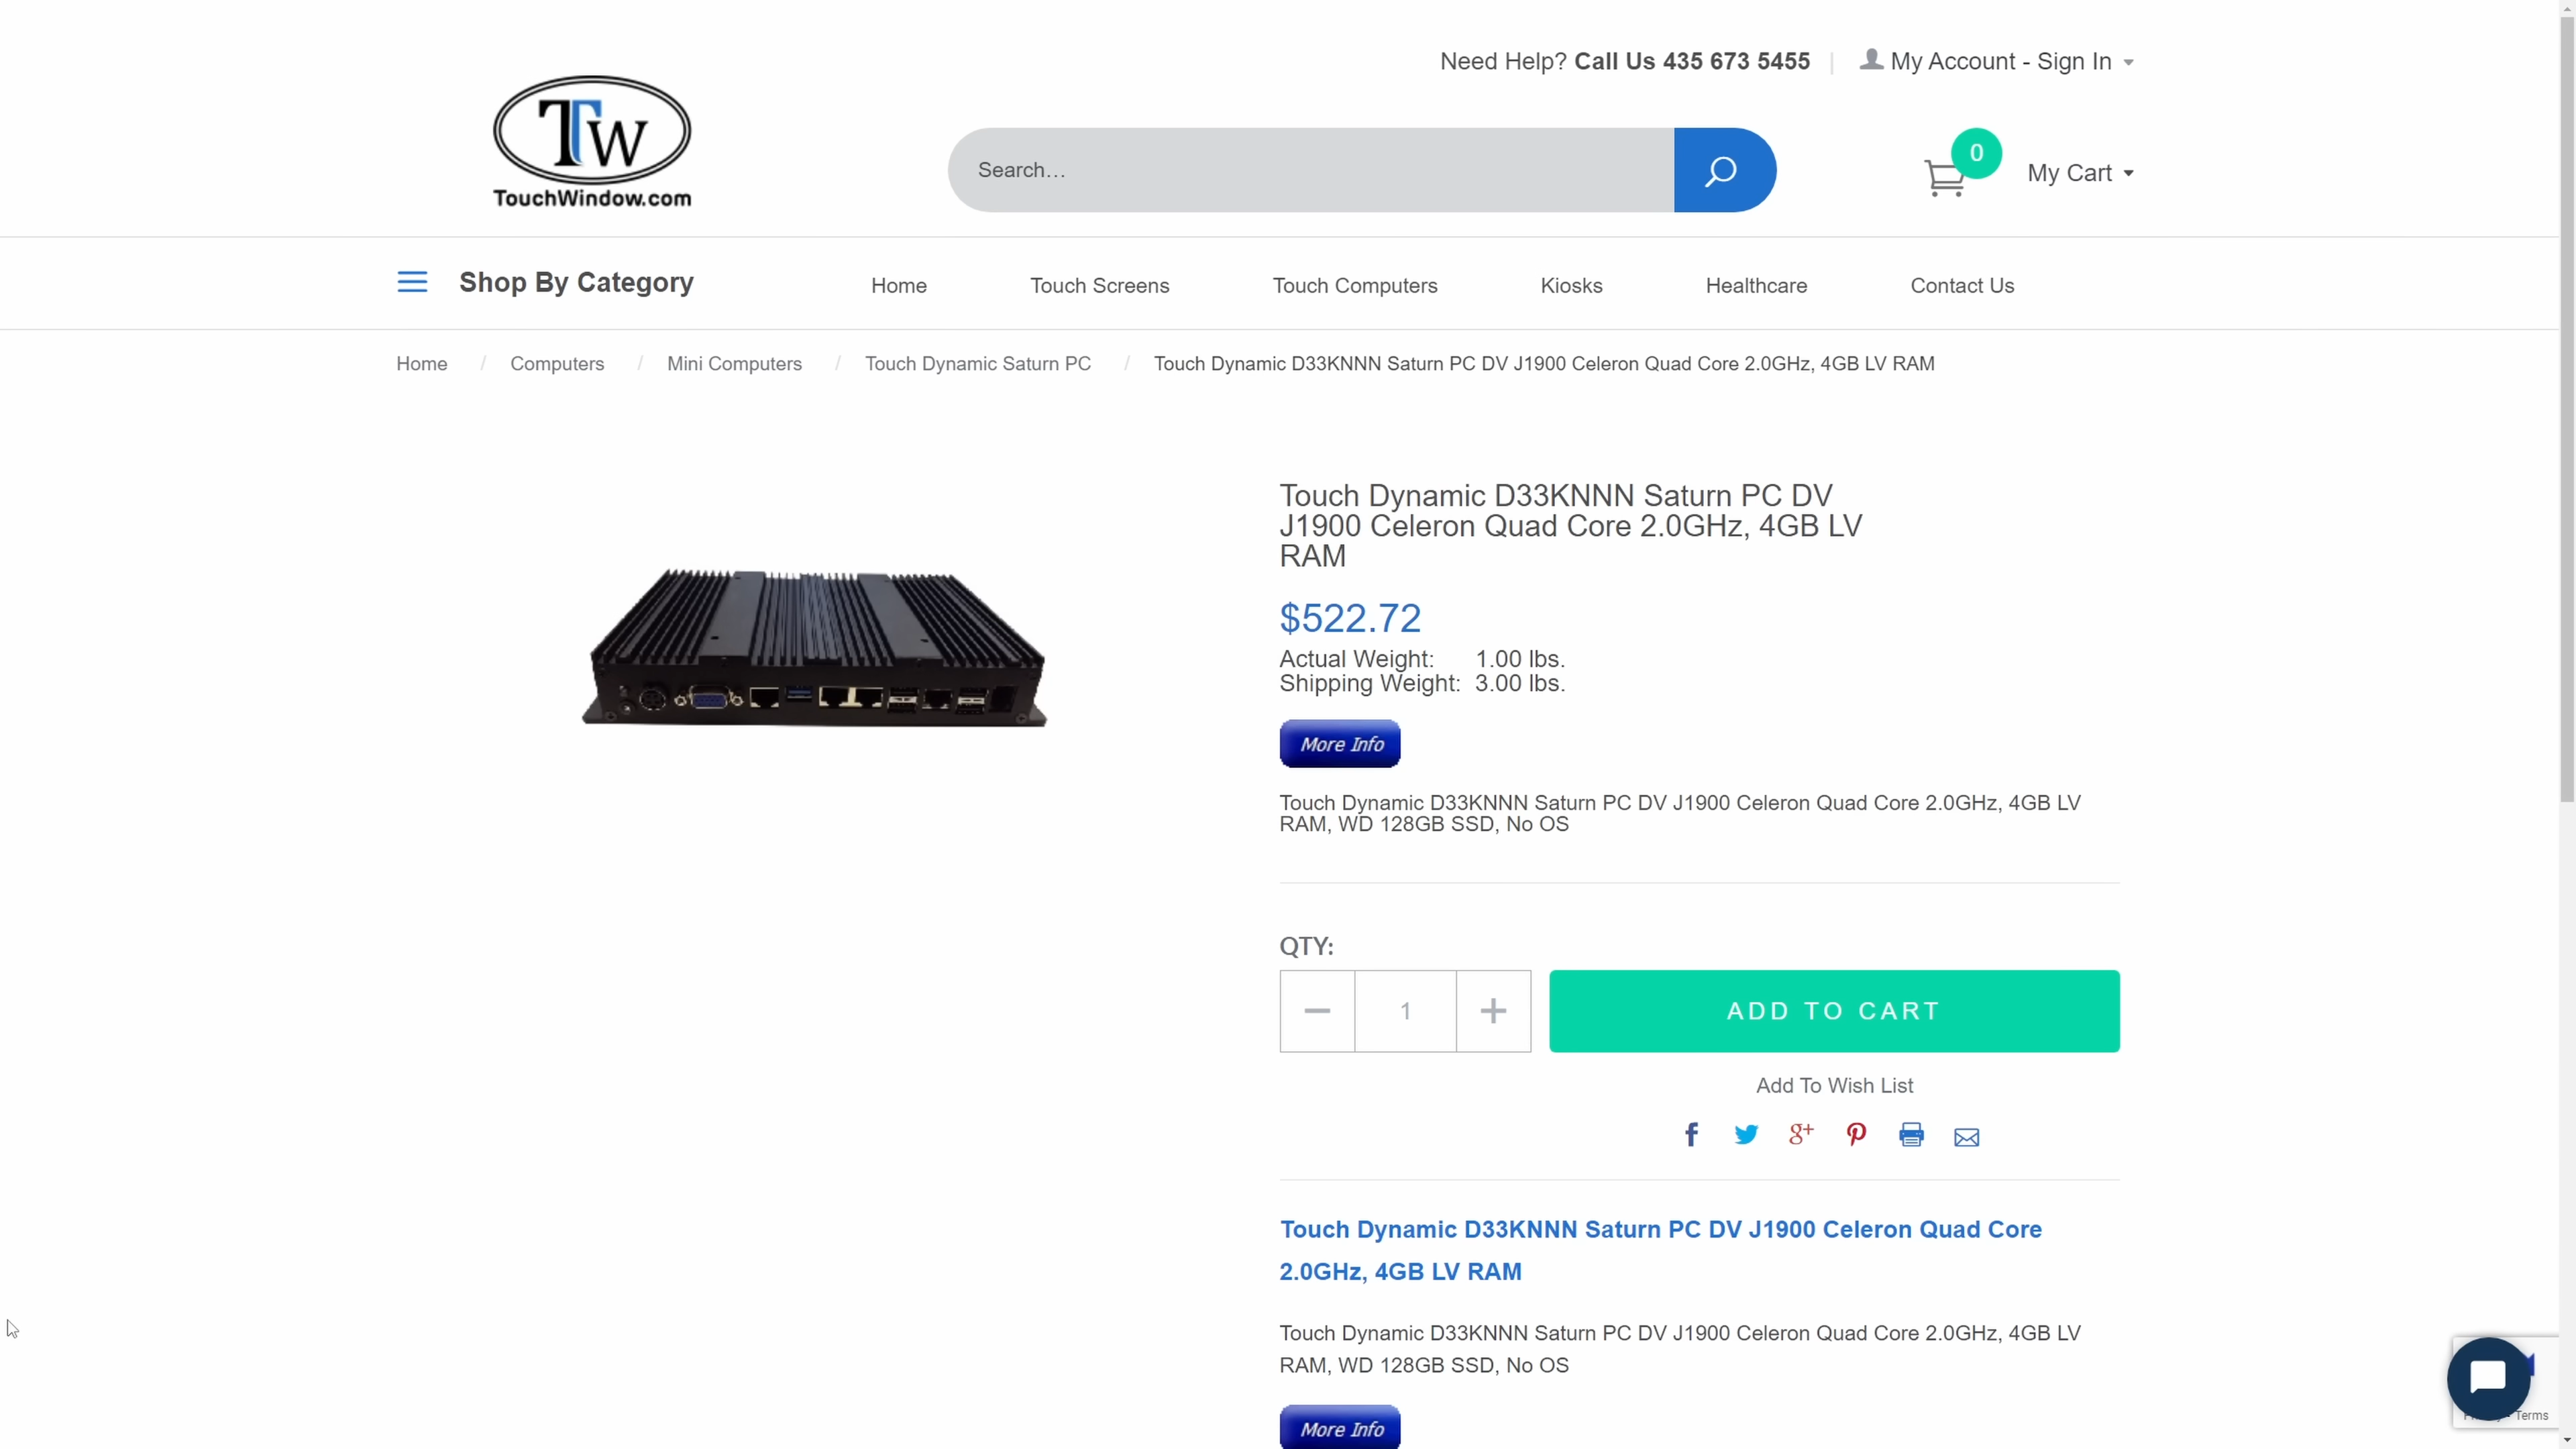 Need Help? Call Us 435 673 5455
My Account - Sign In
TW
TouchWindow.com
Search…
0
My Cart
Shop By Category
Home
Touch Screens
Touch Computers
Kiosks
Healthcare
Contact Us
Home / Computers / Mini Computers / Touch Dynamic Saturn PC / Touch Dynamic D33KNNN Saturn PC DV J1900 Celeron Quad Core 2.0GHz, 4GB LV RAM
Touch Dynamic D33KNNN Saturn PC DV
J1900 Celeron Quad Core 2.0GHz, 4GB LV
RAM
$522.72
Actual Weight: 1.00 lbs.
Shipping Weight: 3.00 lbs.
More Info
Touch Dynamic D33KNNN Saturn PC DV J1900 Celeron Quad Core 2.0GHz, 4GB LV
RAM, WD 128GB SSD, No OS
QTY:
1
ADD TO CART
Add To Wish List
Touch Dynamic D33KNNN Saturn PC DV J1900 Celeron Quad Core
2.0GHz, 4GB LV RAM
Touch Dynamic D33KNNN Saturn PC DV J1900 Celeron Quad Core 2.0GHz, 4GB LV
RAM, WD 128GB SSD, No OS
More Info
Terms